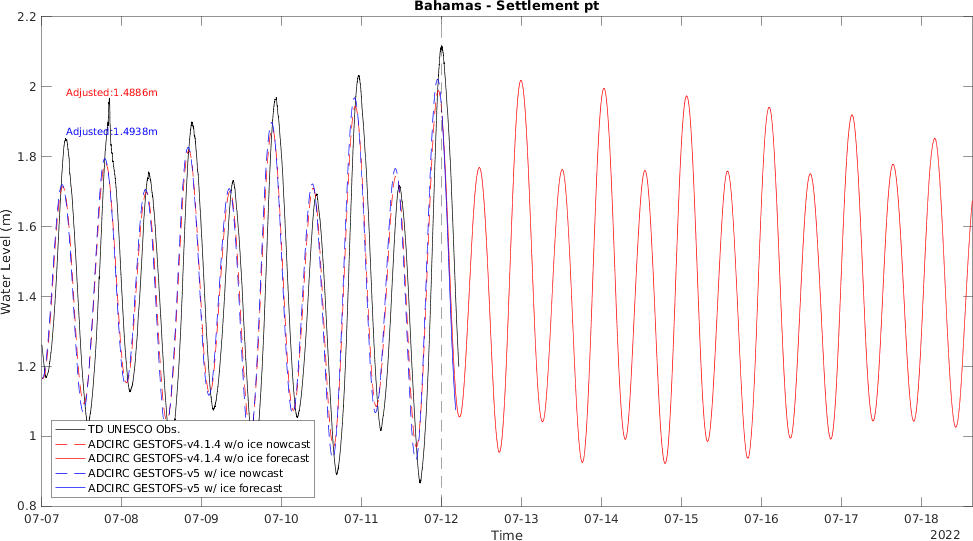 Bahamas - Settlement pt
2.2
2
1.8
1.6
1.4
1.2
1
0.8
Water Level (m)
Adjusted:1.4886m
Adjusted:1.4938m
TD UNESCO Obs.
ADCIRC GESTOFS-v4.1.4 w/o ice nowcast
ADCIRC GESTOFS-v4.1.4 w/o ice forecast
ADCIRC GESTOFS-v5 w/ ice nowcast
ADCIRC GESTOFS-v5 w/ ice forecast
07-07 07-08 07-09 07-10 07-11 07-12 07-13 07-14 07-15 07-16 07-17 07-18
Time
2022